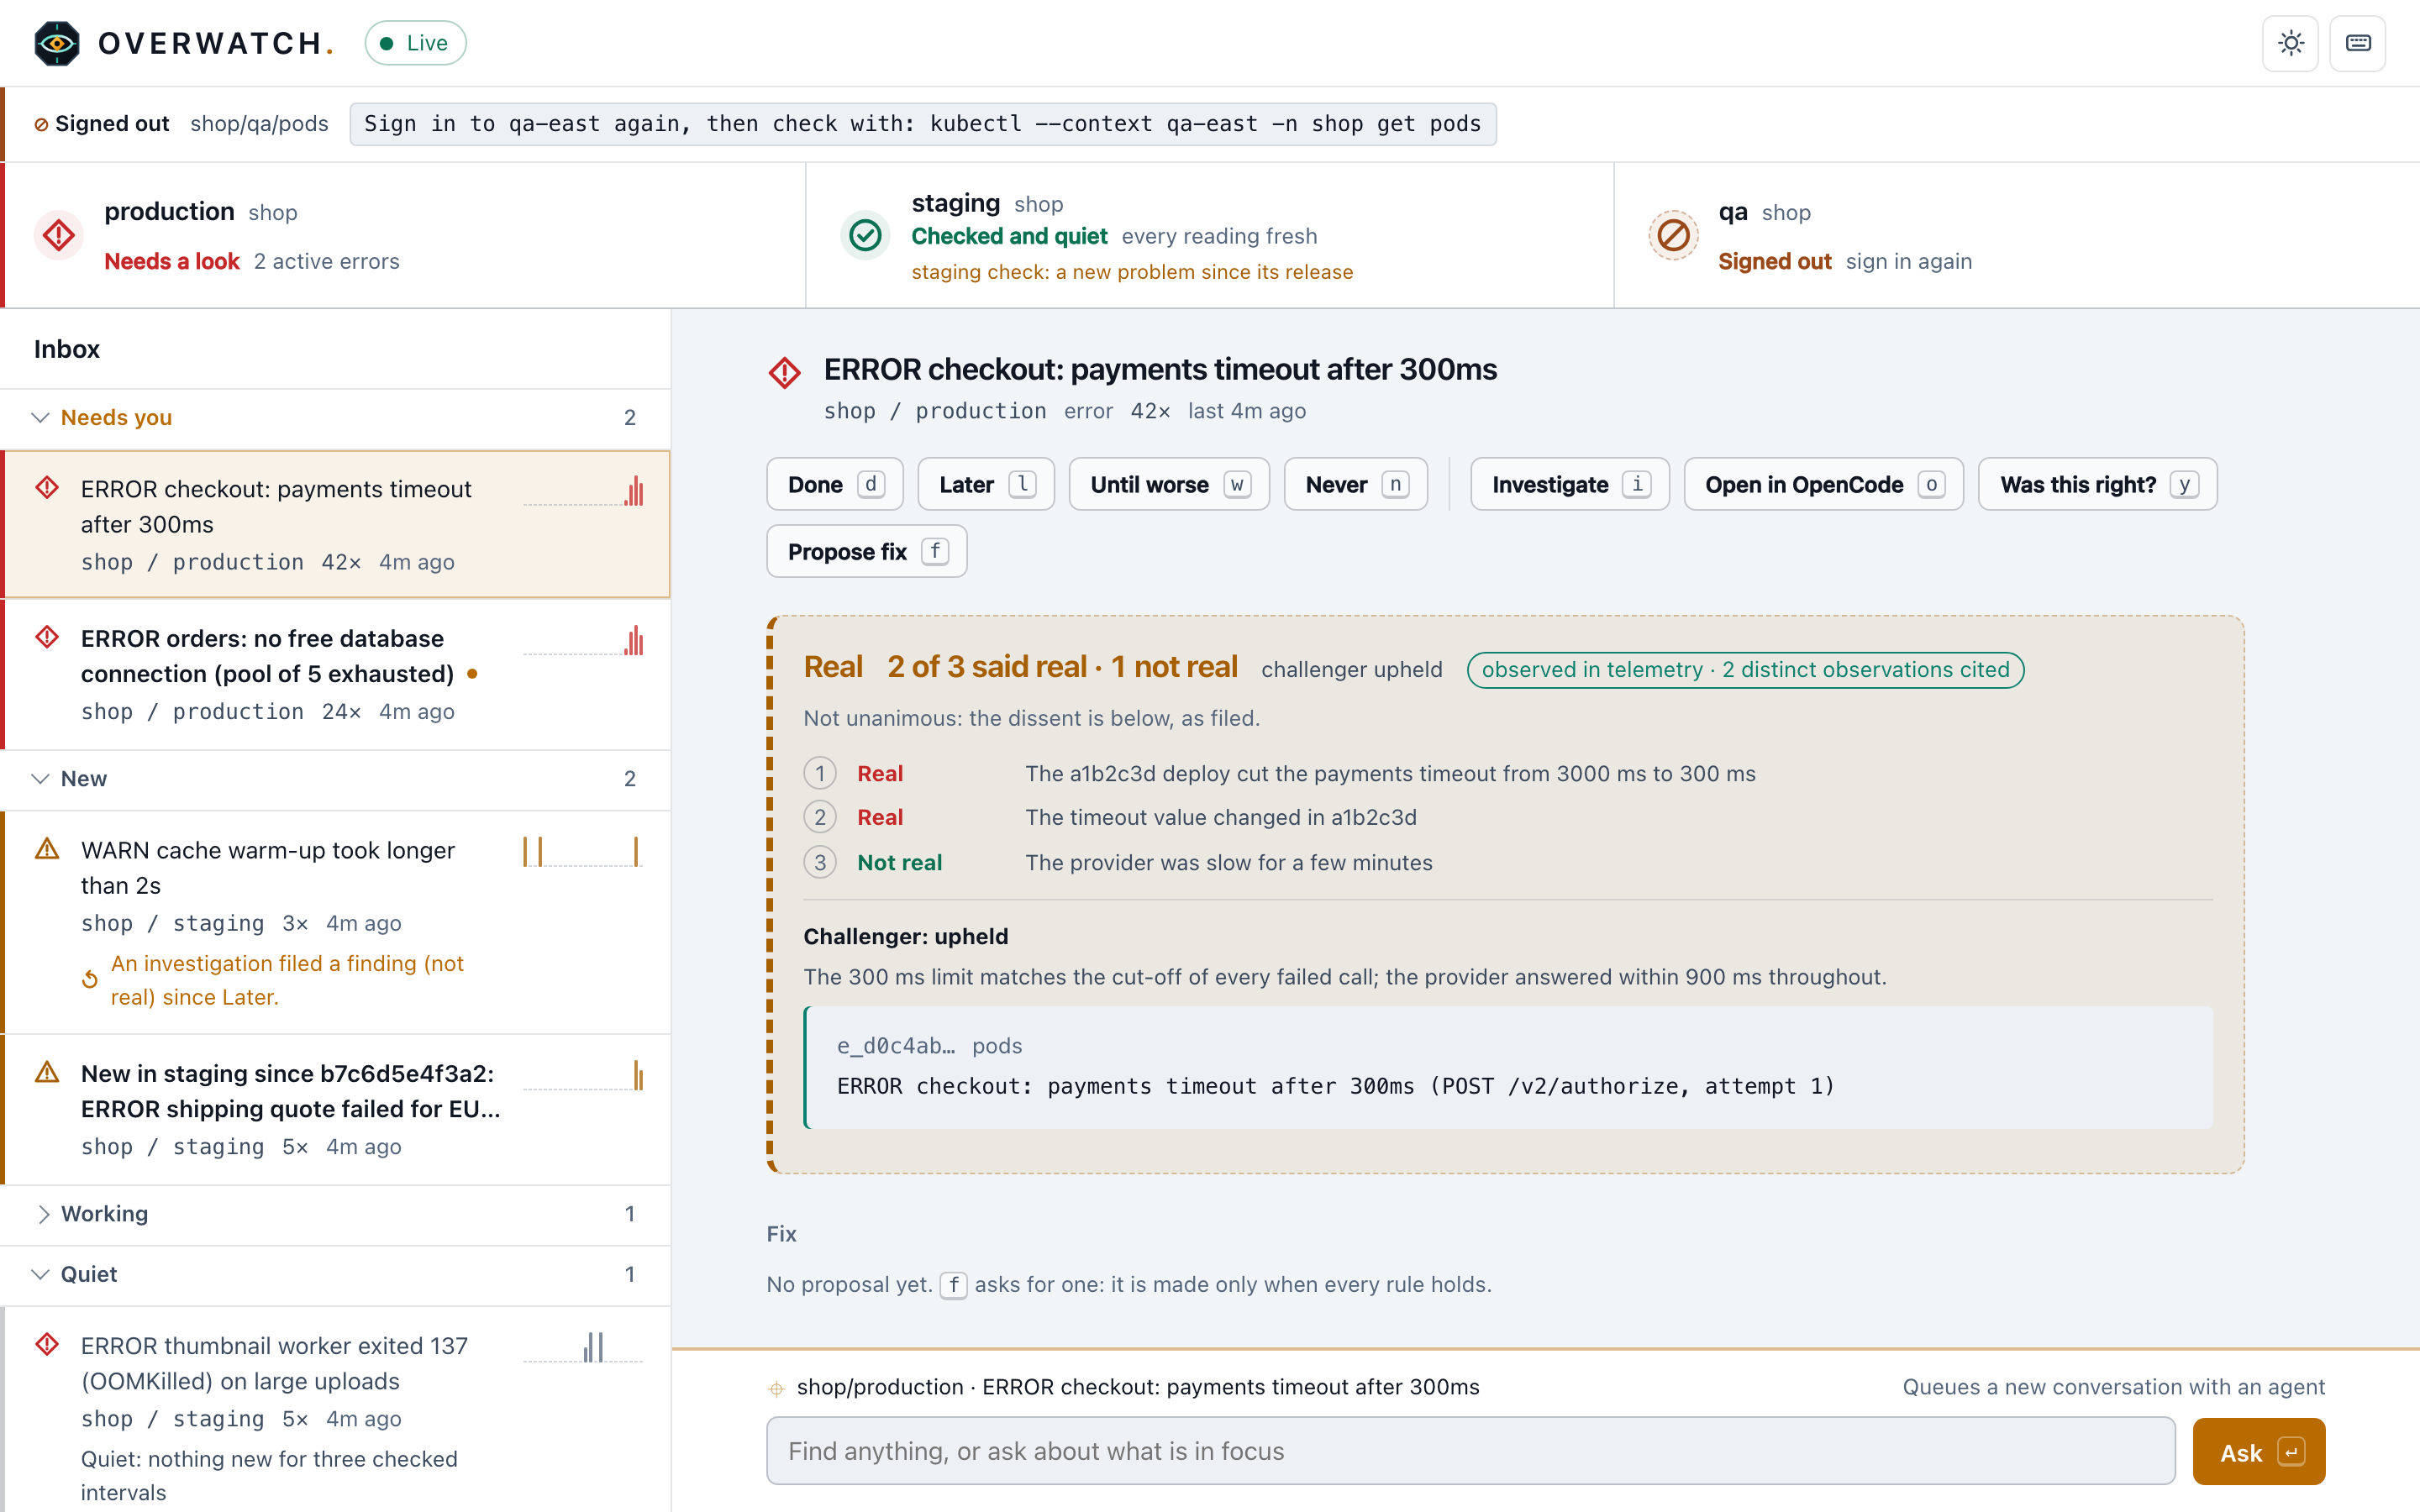 OVERWATCH.
Live
Signed out shop/qa/pods Sign in to qa-east again, then check with: kubectl --context qa-east -n shop get pods
production shop
Needs a look 2 active errors
staging shop
Checked and quiet every reading fresh
staging check: a new problem since its release
qa shop
Signed out sign in again
Inbox
Needs you 2
ERROR checkout: payments timeout
after 300ms
shop / production 42× 4m ago
ERROR orders: no free database
connection (pool of 5 exhausted)
shop / production 24× 4m ago
New 2
WARN cache warm-up took longer
than 2s
shop / staging 3× 4m ago
An investigation filed a finding (not
real) since Later.
New in staging since b7c6d5e4f3a2:
ERROR shipping quote failed for EU...
shop / staging 5× 4m ago
Working 1
Quiet 1
ERROR thumbnail worker exited 137
(OOMKilled) on large uploads
shop / staging 5× 4m ago
Quiet: nothing new for three checked
intervals
ERROR checkout: payments timeout after 300ms
shop / production error 42× last 4m ago
Done d Later l Until worse w Never n Investigate i Open in OpenCode o Was this right? y
Propose fix f
Real 2 of 3 said real · 1 not real challenger upheld observed in telemetry · 2 distinct observations cited
Not unanimous: the dissent is below, as filed.
1 Real The a1b2c3d deploy cut the payments timeout from 3000 ms to 300 ms
2 Real The timeout value changed in a1b2c3d
3 Not real The provider was slow for a few minutes
Challenger: upheld
The 300 ms limit matches the cut-off of every failed call; the provider answered within 900 ms throughout.
e_d0c4ab… pods
ERROR checkout: payments timeout after 300ms (POST /v2/authorize, attempt 1)
Fix
No proposal yet. f asks for one: it is made only when every rule holds.
shop/production · ERROR checkout: payments timeout after 300ms
Queues a new conversation with an agent
Find anything, or ask about what is in focus
Ask ↵